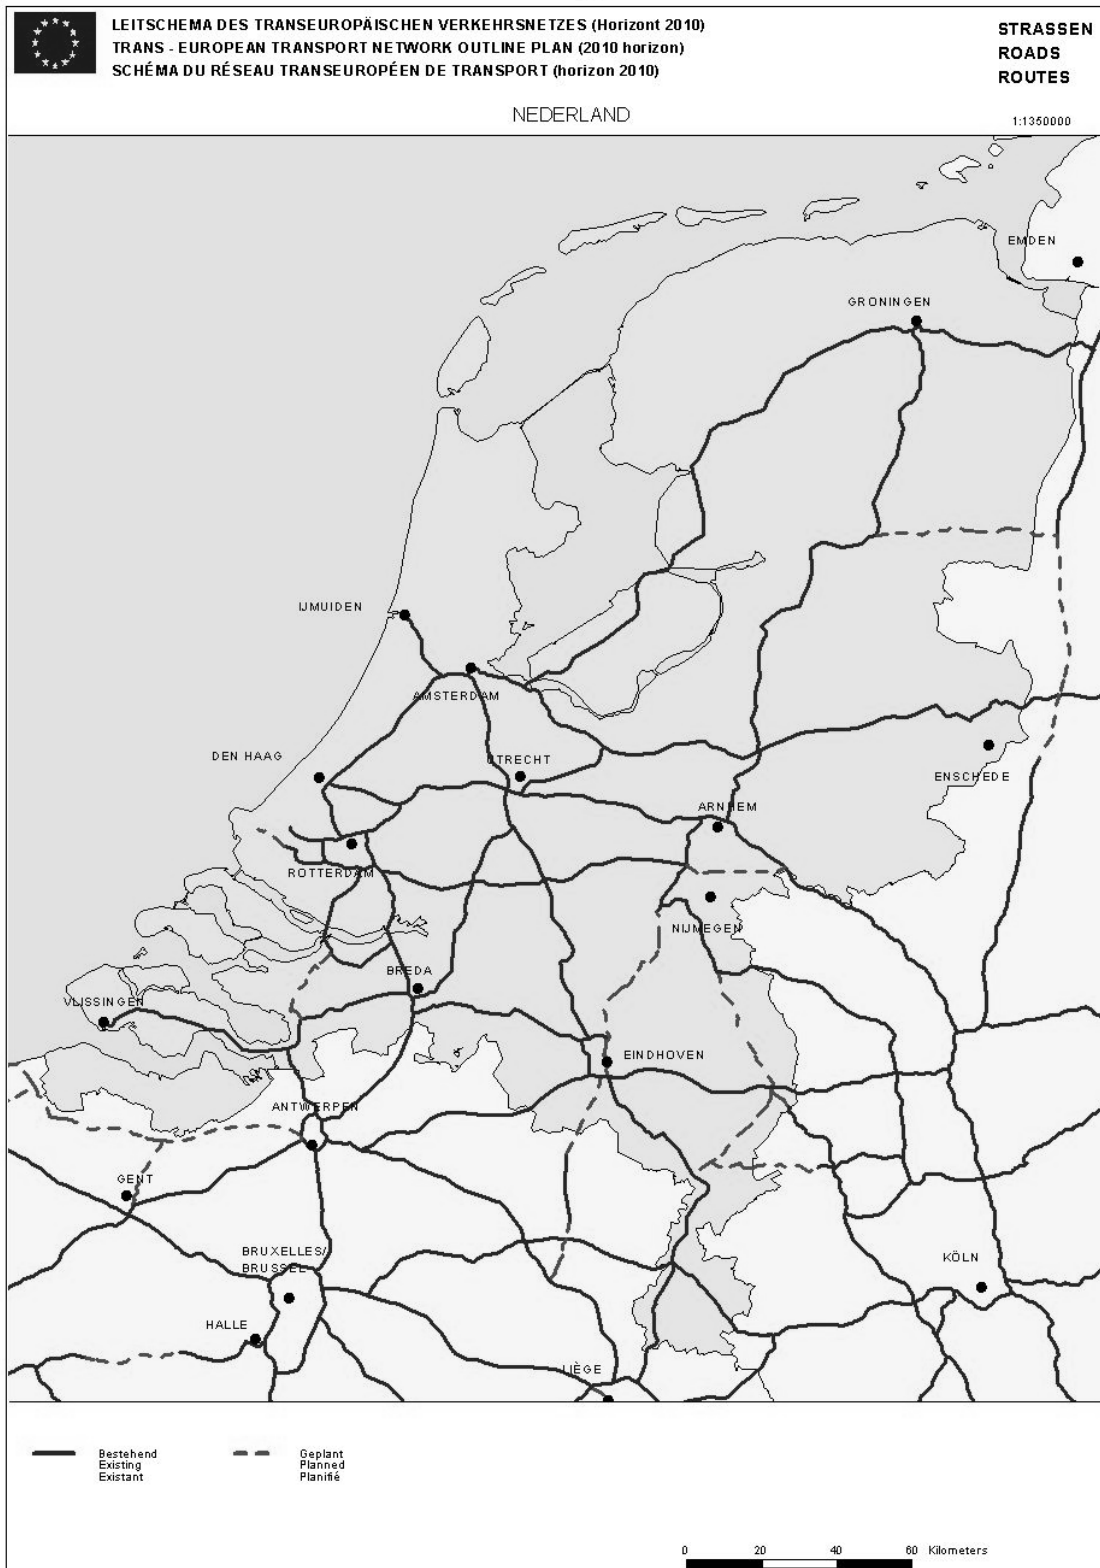 LEITSCHEMA DES TRANSEUROPÄISCHEN VERKEHRSNETZES (Horizont 2010)
TRANS - EUROPEAN TRANSPORT NETWORK OUTLINE PLAN (2010 horizon)
SCHÉMA DU RÉSEAU TRANSEUROPÉEN DE TRANSPORT (horizon 2010)
STRASSEN
ROADS
ROUTES
NEDERLAND
1:1350000
EMDEN
GRONINGEN
IJMUIDEN
AMSTERDAM
DEN HAAG
UTRECHT
ENSCHEDE
ARNHEM
ROTTERDAM
NIJMEGEN
BREDA
VLISSINGEN
EINDHOVEN
ANTWERPEN
GENT
BRUXELLES/
BRUSSEL
KÖLN
HALLE
LIÈGE
Bestehend
Existing
Existant
Geplant
Planned
Planifié
0 20 40 60 Kilometers